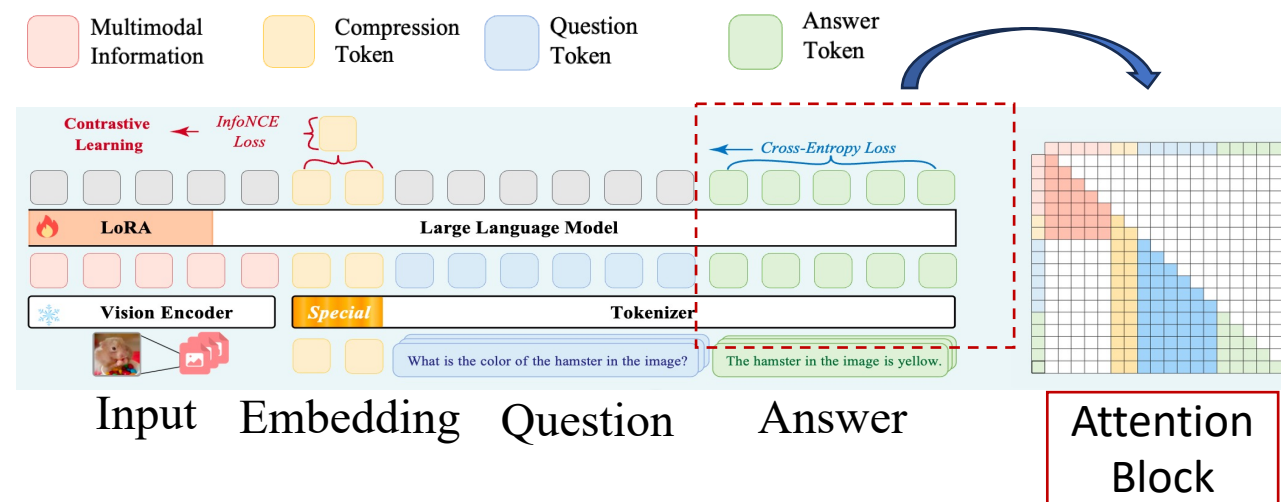 Multimodal
Information
Compression
Token
Question
Token
Answer
Token
Contrastive
Learning
InfoNCE
Loss
Cross-Entropy Loss
LoRA
Large Language Model
Vision Encoder
Special
Tokenizer
What is the color of the hamster in the image?
The hamster in the image is yellow.
Input
Embedding
Question
Answer
Attention
Block